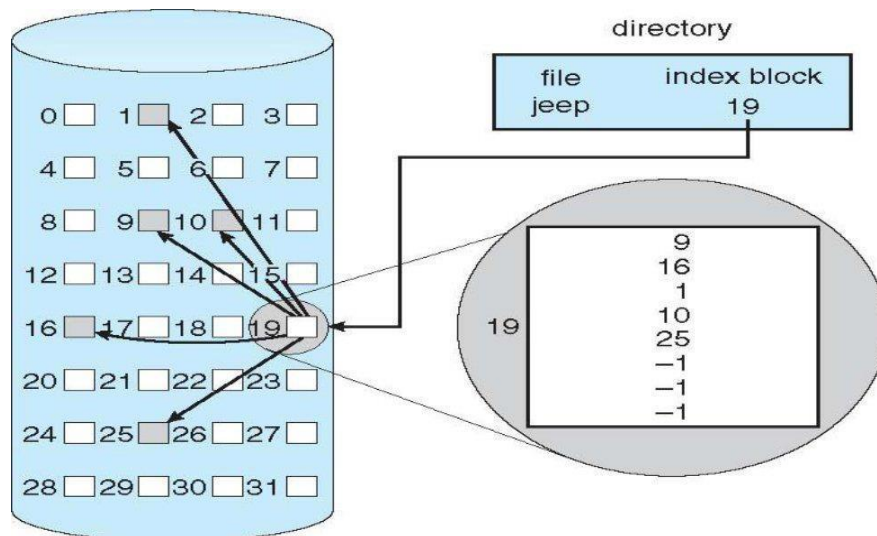 directory
file index block
jeep 19
0 1 2 3
4 5 6 7
8 9 10 11
12 13 14 15
16 17 18 19
20 21 22 23
24 25 26 27
28 29 30 31
19
9
16
1
10
25
–1
–1
–1